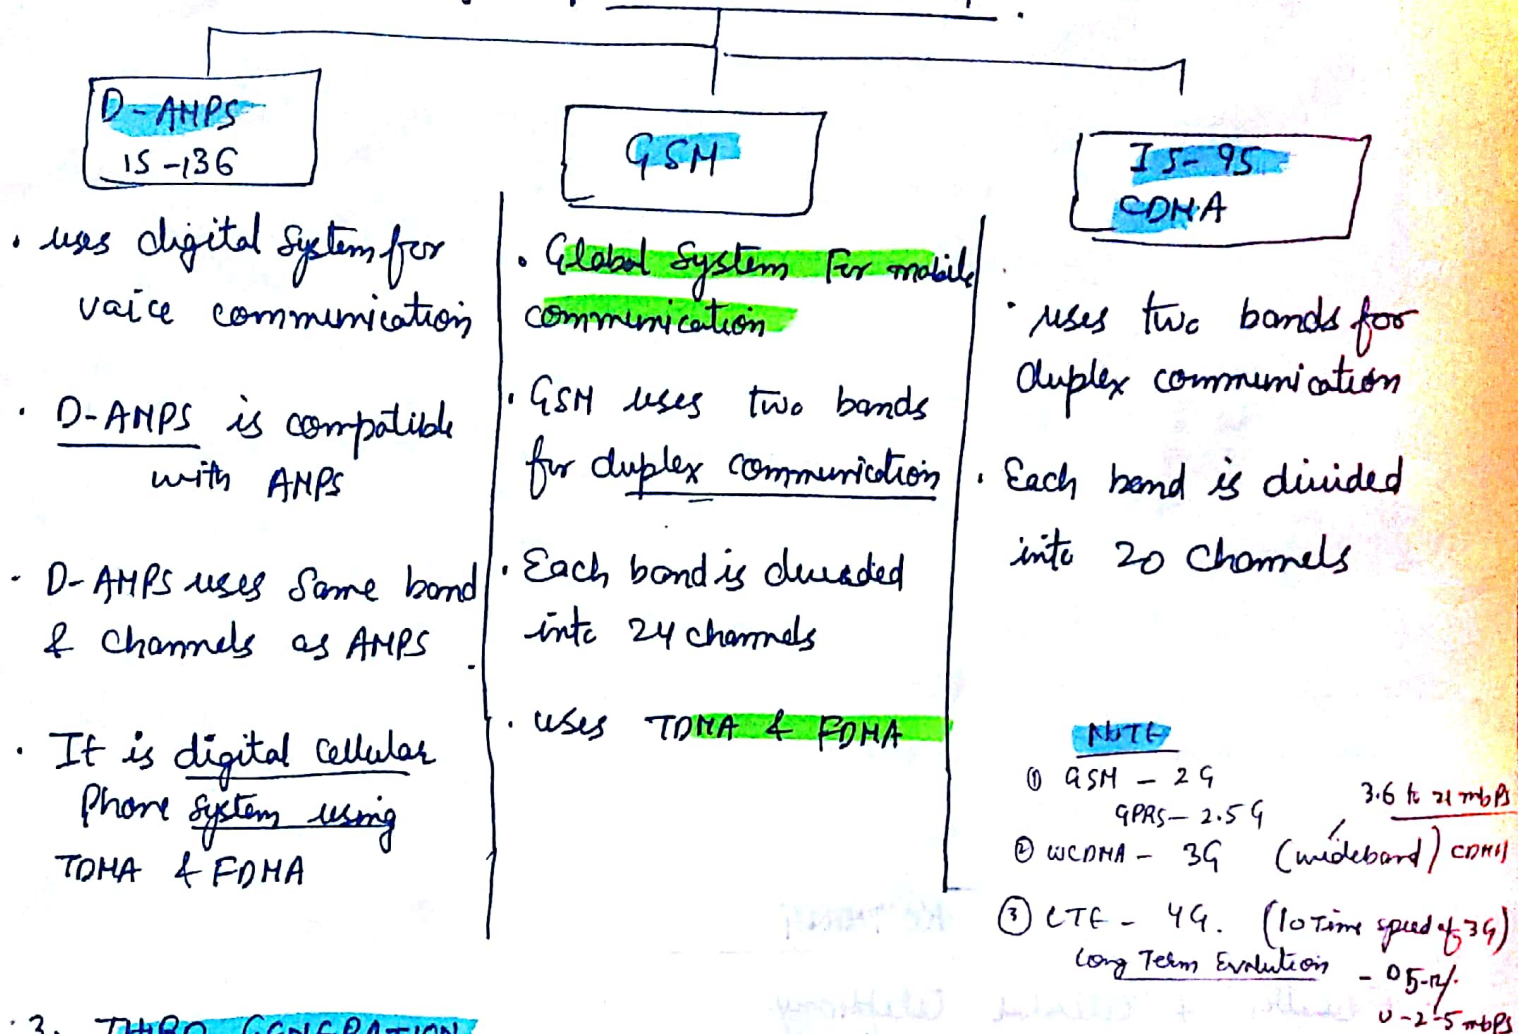 D-AMPS
IS-136
• uses digital System for
vaice communication
• D-AMPS is compatible
with AMPS
- D-AMPS uses Same band
& channels as AMPS
• It is digital cellular
Phone System using
TDMA & FDMA
GSM
• Global System For mobile
communication
• GSM uses two bands
for duplex communication
• Each band is divided
into 24 channels
• uses TDMA & FDMA
IS-95
CDMA
• uses two bands for
duplex communication
• Each band is divided
into 20 Channels
NOTE
① GSM - 2G
GPRS - 2.5G
3.6 to 21 mbps
② WCDMA - 3G (wideband) CDMA
③ LTE - 4G. (10 Time speed of 3G)
Long Term Evolution
3. THIRD GENERATION